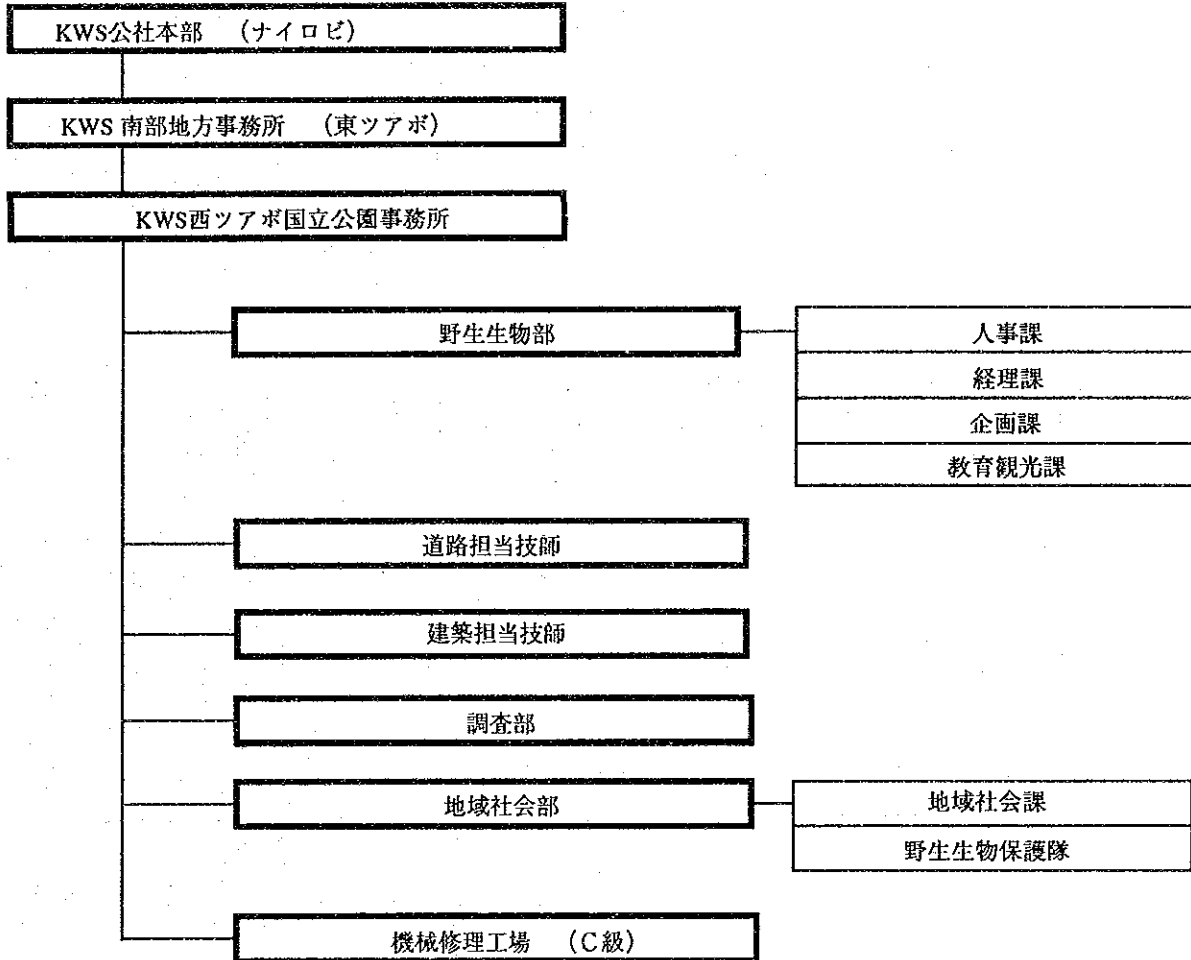 KWS公社本部 （ナイロビ）
KWS 南部地方事務所 （東ツアボ）
KWS西ツアボ国立公園事務所
野生生物部
人事課
経理課
企画課
教育観光課
道路担当技師
建築担当技師
調査部
地域社会部
地域社会課
野生生物保護隊
機械修理工場 （C級）